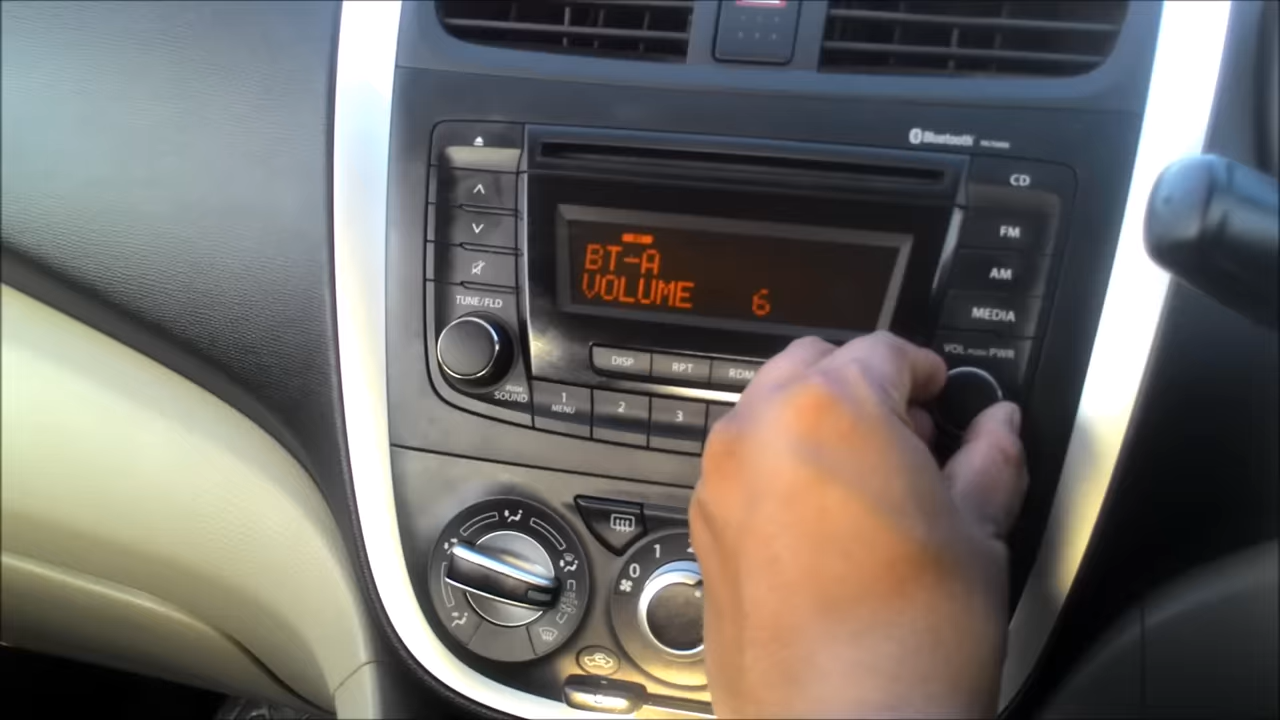 Bluetooth
CD
FM
AM
MEDIA
VOL PUSH PWR
BT-A
VOLUME 6
TUNE/FLD
PUSH
SOUND
DISP
RPT
RDM
1
MENU
2
3
0
1
2